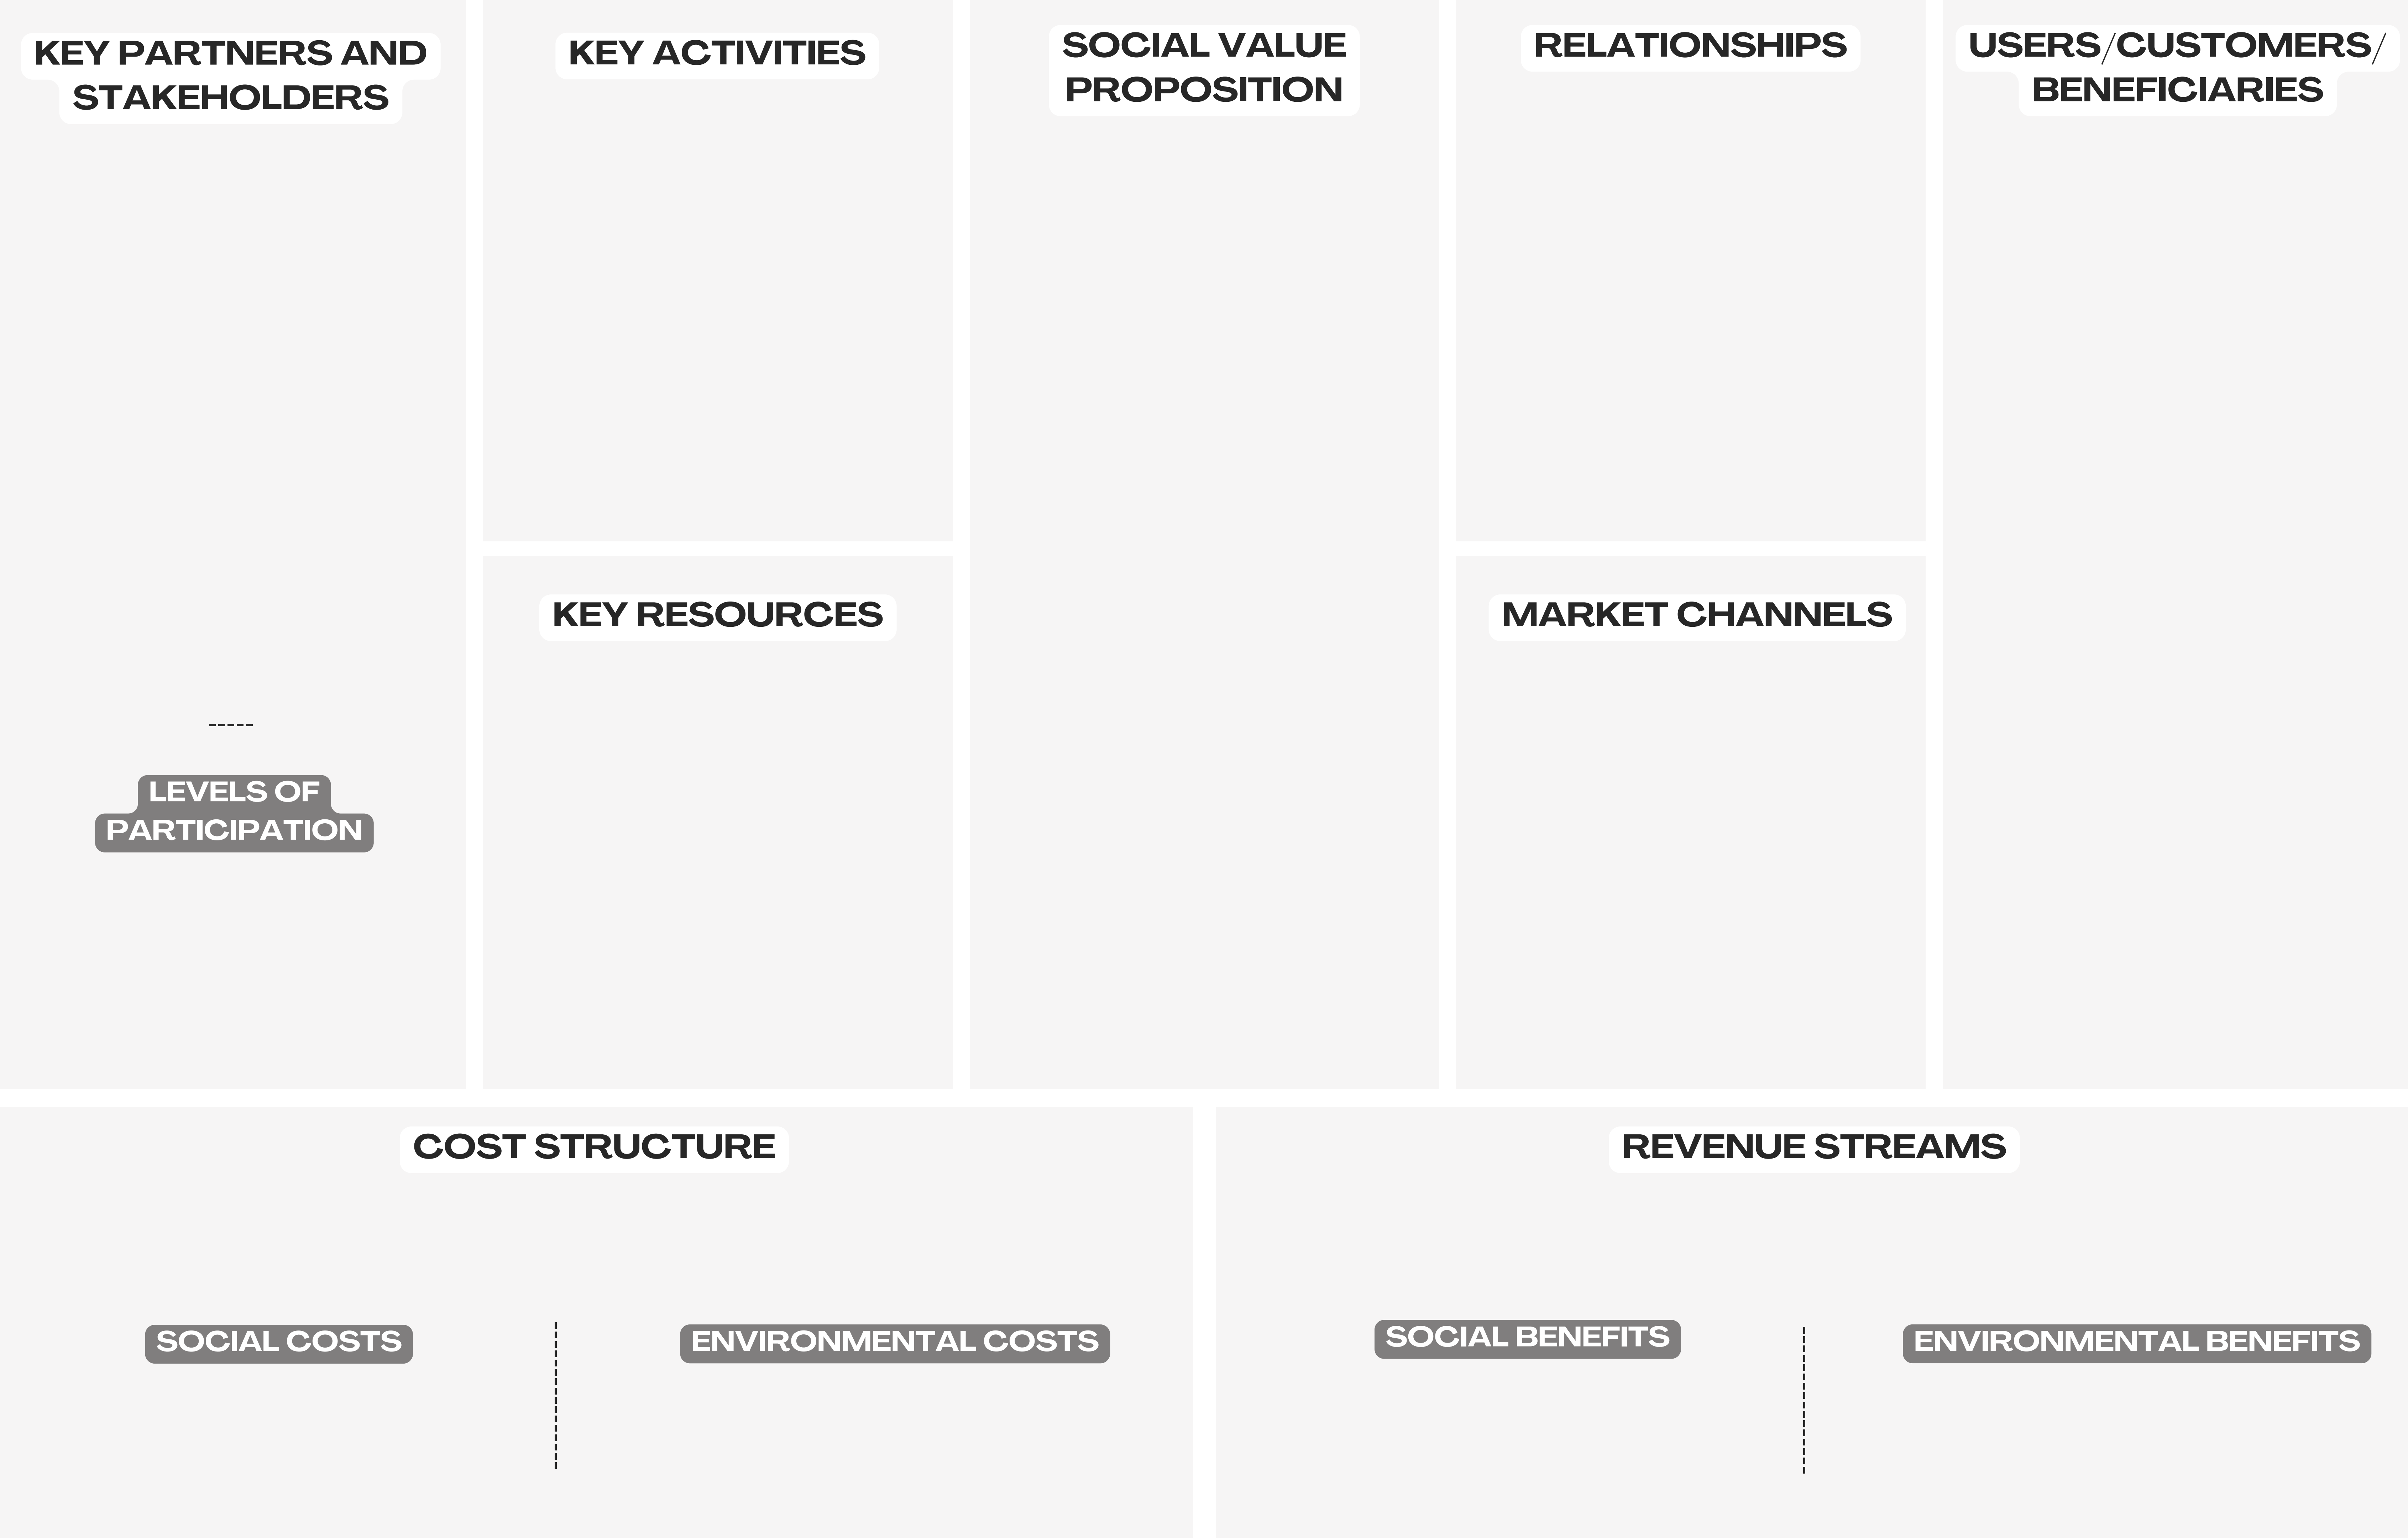 KEY PARTNERS AND
STAKEHOLDERS
LEVELS OF
PARTICIPATION
KEY ACTIVITIES
KEY RESOURCES
SOCIAL VALUE
PROPOSITION
RELATIONSHIPS
MARKET CHANNELS
USERS/CUSTOMERS/
BENEFICIARIES
COST STRUCTURE
SOCIAL COSTS
ENVIRONMENTAL COSTS
REVENUE STREAMS
SOCIAL BENEFITS
ENVIRONMENTAL BENEFITS